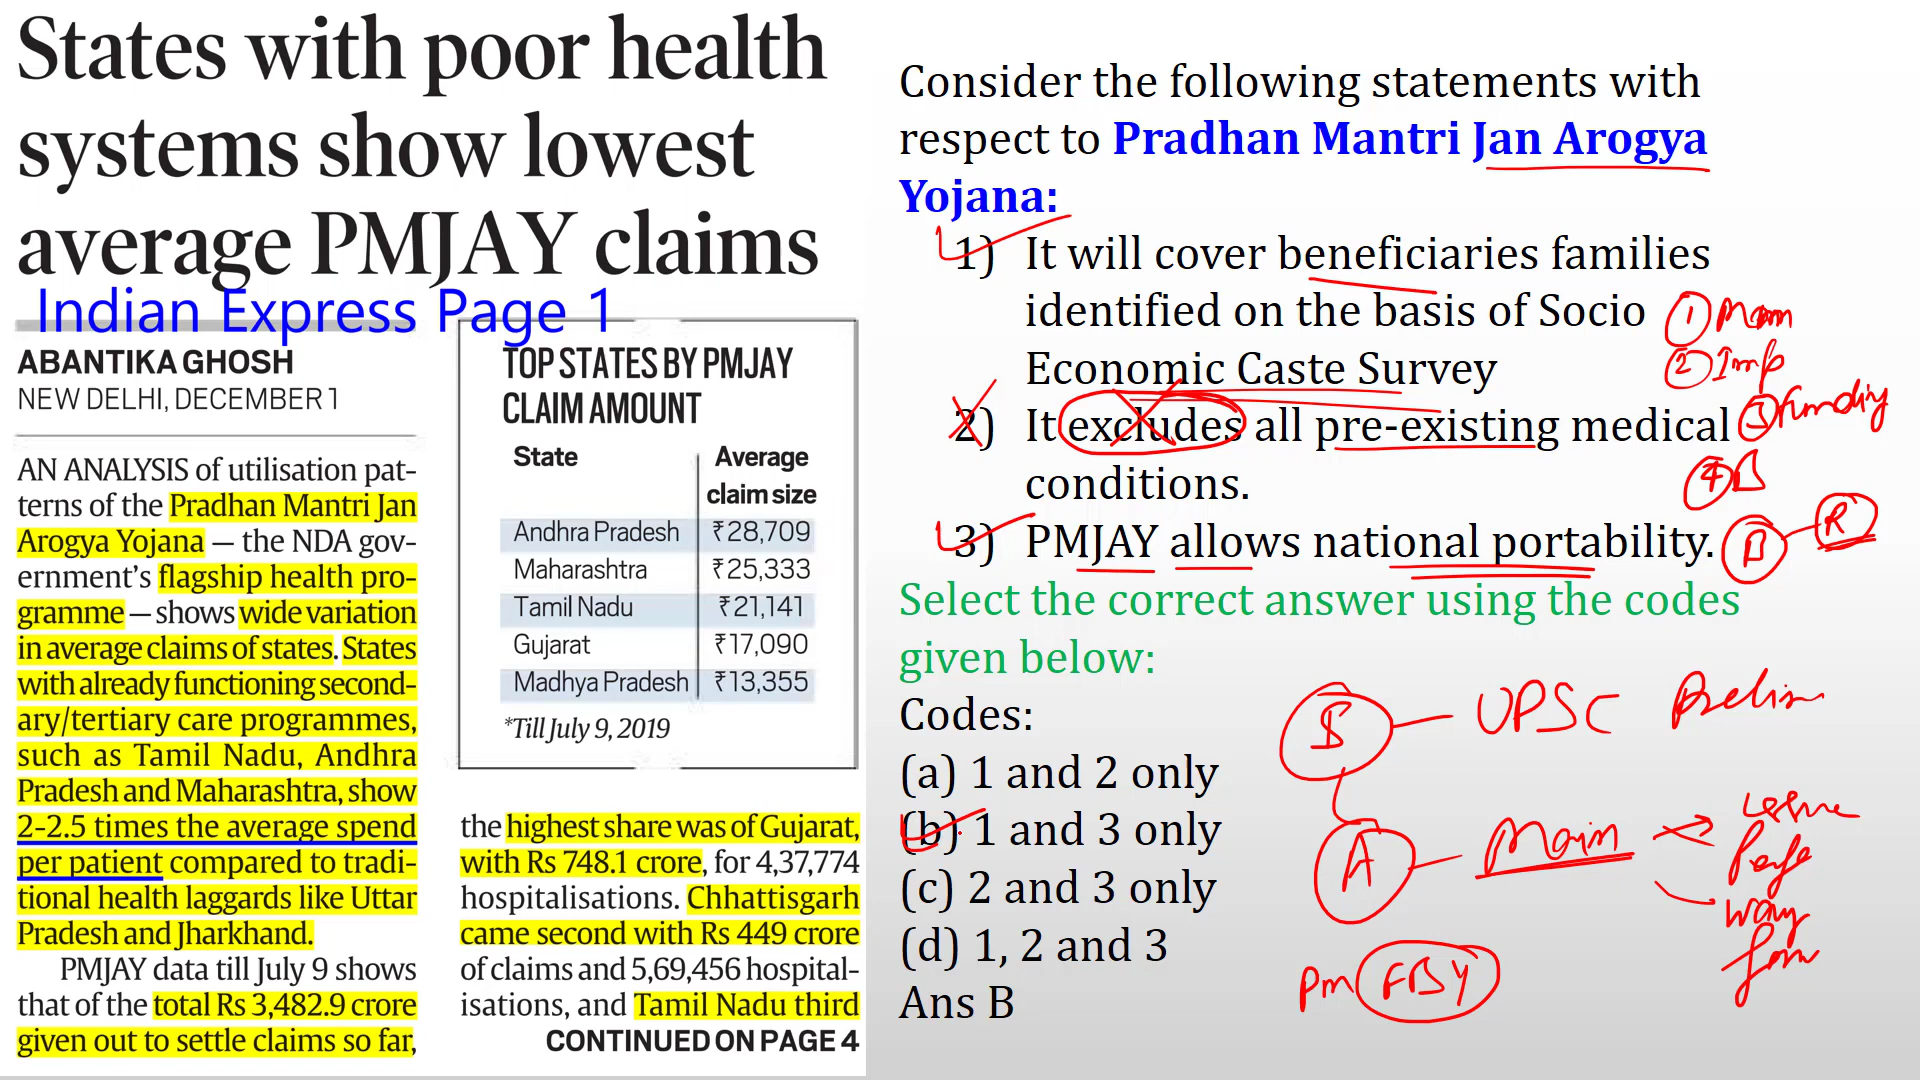 States with poor health
systems show lowest
average PMJAY claims
Indian Express Page 1
ABANTIKA GHOSH
NEW DELHI, DECEMBER 1
AN ANALYSIS of utilisation pat-
terns of the Pradhan Mantri Jan
Arogya Yojana — the NDA gov-
ernment's flagship health pro-
gramme — shows wide variation
in average claims of states. States
with already functioning second-
ary/tertiary care programmes,
such as Tamil Nadu, Andhra
Pradesh and Maharashtra, show
2-2.5 times the average spend
per patient compared to tradi-
tional health laggards like Uttar
Pradesh and Jharkhand.
PMJAY data till July 9 shows
that of the total Rs 3,482.9 crore
given out to settle claims so far,
TOP STATES BY PMJAY
CLAIM AMOUNT
State Average
claim size
Andhra Pradesh ₹28,709
Maharashtra ₹25,333
Tamil Nadu ₹21,141
Gujarat ₹17,090
Madhya Pradesh ₹13,355
*Till July 9, 2019
the highest share was of Gujarat,
with Rs 748.1 crore, for 4,37,774
hospitalisations. Chhattisgarh
came second with Rs 449 crore
of claims and 5,69,456 hospital-
isations, and Tamil Nadu third
CONTINUED ON PAGE 4
Consider the following statements with
respect to Pradhan Mantri Jan Arogya
Yojana:
1) It will cover beneficiaries families
identified on the basis of Socio
Economic Caste Survey
2) It excludes all pre-existing medical
conditions.
3) PMJAY allows national portability.
Select the correct answer using the codes
given below:
Codes:
(a) 1 and 2 only
(b) 1 and 3 only
(c) 2 and 3 only
(d) 1, 2 and 3
Ans B
1
2 Imp
3 Funding
4 B
R
B UPSC Prelim
A Main
way
Pm FBY